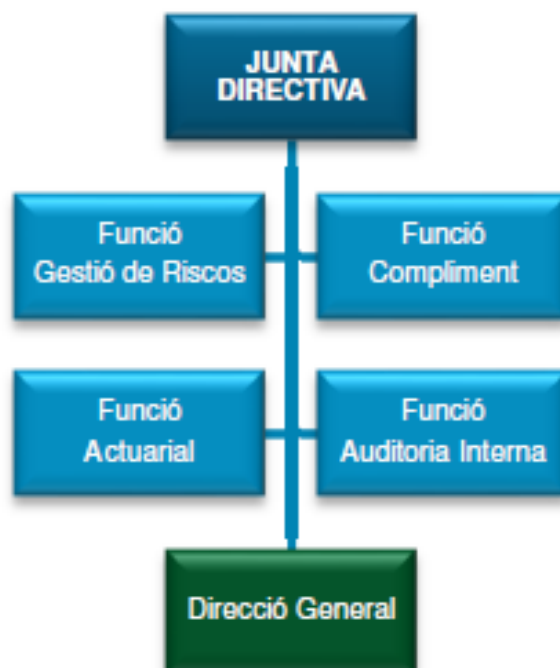 JUNTA
DIRECTIVA
Funció
Gestió de Riscos
Funció
Compliment
Funció
Actuarial
Funció
Auditoria Interna
Direcció General